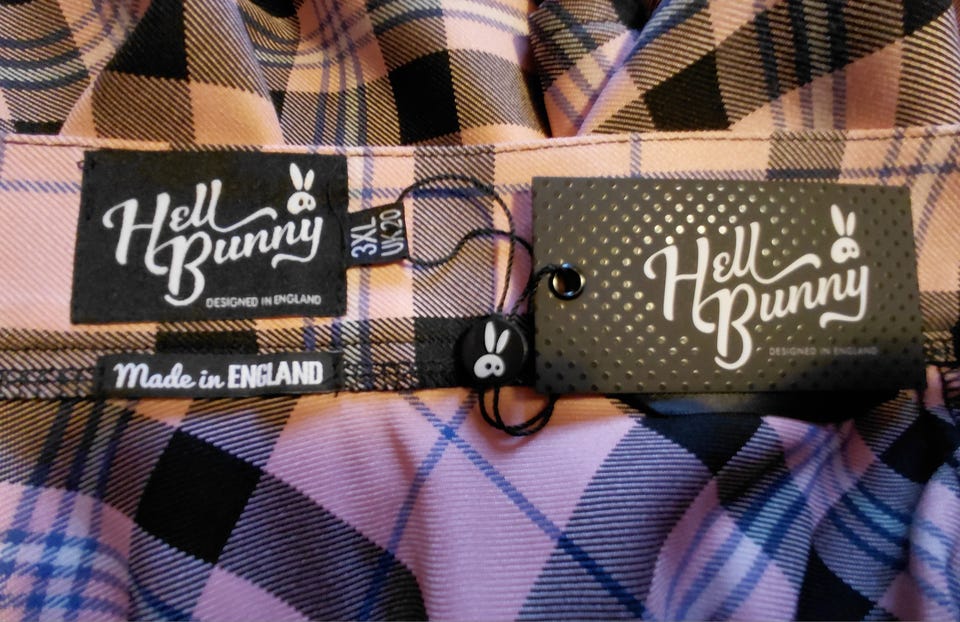 Hell
Bunny
DESIGNED IN ENGLAND
3XL
UK20
Made in ENGLAND
Hell
Bunny
DESIGNED IN ENGLAND